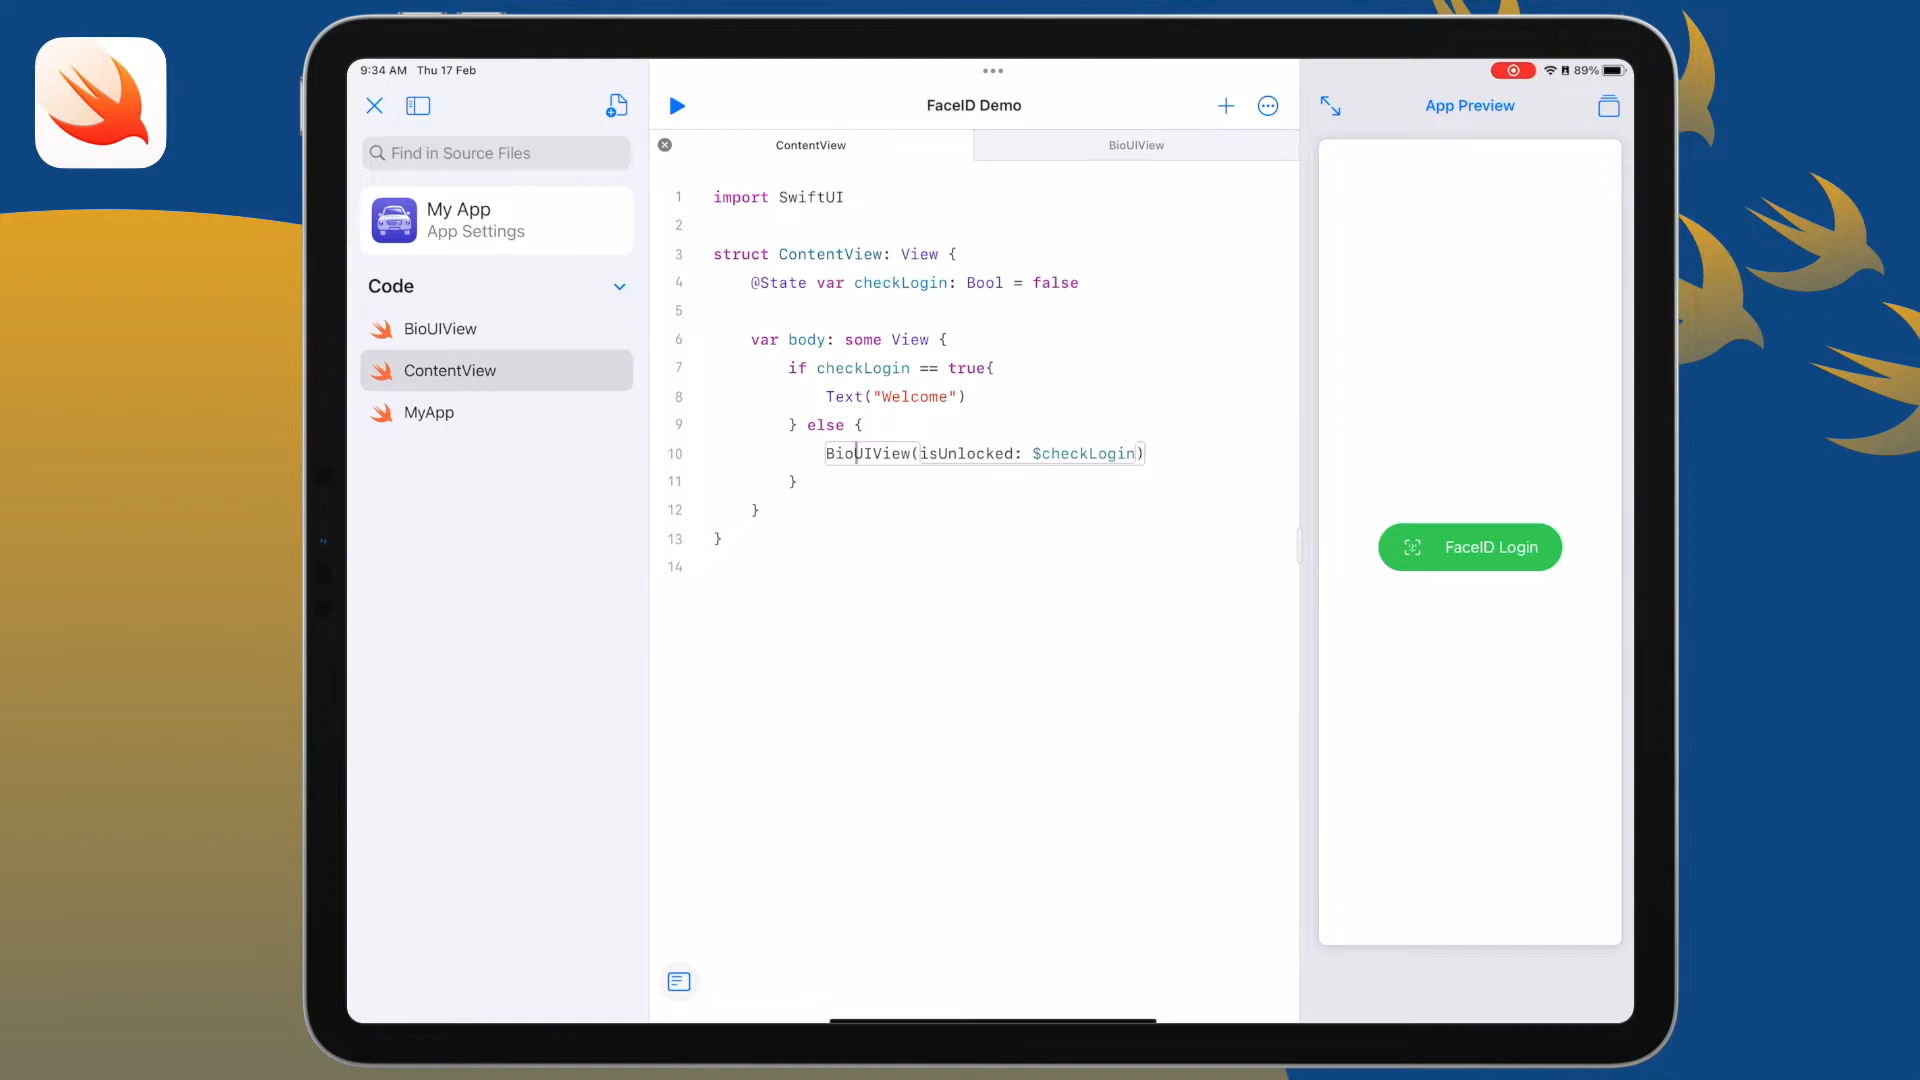 9:34 AM Thu 17 Feb
89%
Find in Source Files
My App
App Settings
Code
BioUIView
ContentView
MyApp
FaceID Demo
ContentView
BioUIView
1 import SwiftUI
2
3 struct ContentView: View {
4 @State var checkLogin: Bool = false
5
6 var body: some View {
7 if checkLogin == true{
8 Text("Welcome")
9 } else {
10 BioUIView(isUnlocked: $checkLogin)
11 }
12 }
13 }
14
App Preview
FaceID Login